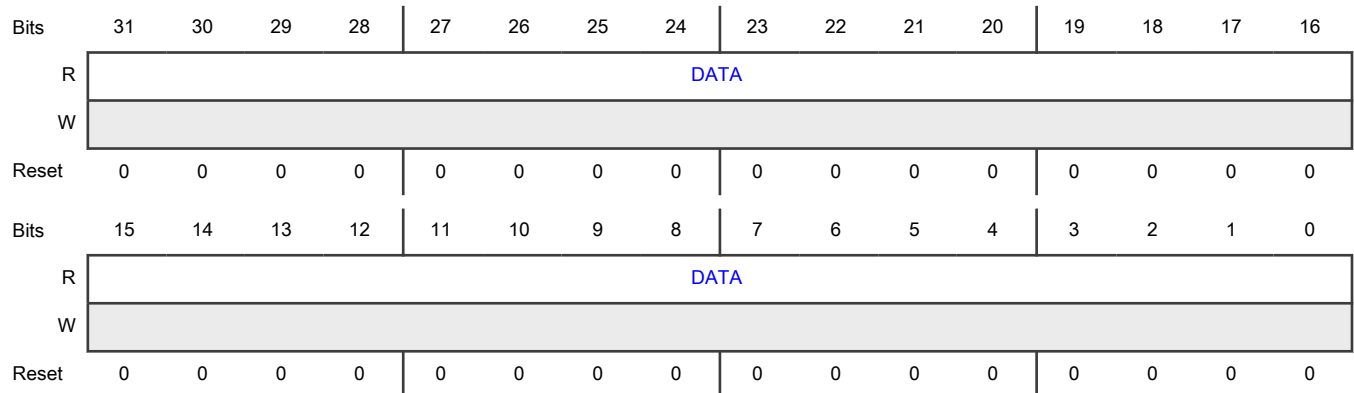 Bits 31 30 29 28 27 26 25 24 23 22 21 20 19 18 17 16
R DATA
W
Reset 0 0 0 0 0 0 0 0 0 0 0 0 0 0 0 0
Bits 15 14 13 12 11 10 9 8 7 6 5 4 3 2 1 0
R DATA
W
Reset 0 0 0 0 0 0 0 0 0 0 0 0 0 0 0 0